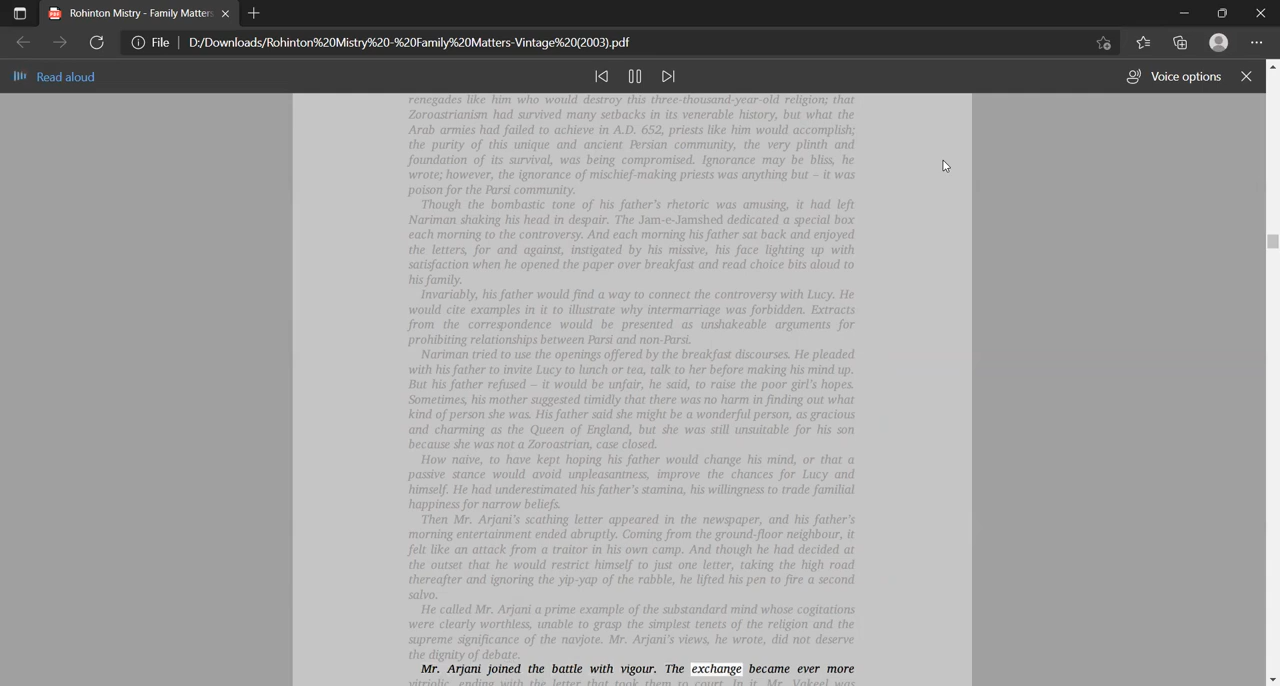 Rohinton Mistry - Family Matters
File
D:/Downloads/Rohinton%20Mistry%20-%20Family%20Matters-Vintage%20(2003).pdf
Read aloud
Voice options
renegades like him who would destroy this three-thousand-year-old religion; that
Zoroastrianism had survived many setbacks in its venerable history, but what the
Arab armies had failed to achieve in A.D. 652, priests like him would accomplish;
the purity of this unique and ancient Persian community, the very plinth and
foundation of its survival, was being compromised. Ignorance may be bliss, he
wrote; however, the ignorance of mischief-making priests was anything but – it was
poison for the Parsi community.
Though the bombastic tone of his father's rhetoric was amusing, it had left
Nariman shaking his head in despair. The Jam-e-Jamshed dedicated a special box
each morning to the controversy. And each morning his father sat back and enjoyed
the letters, for and against, instigated by his missive, his face lighting up with
satisfaction when he opened the paper over breakfast and read choice bits aloud to
his family.
Invariably, his father would find a way to connect the controversy with Lucy. He
would cite examples in it to illustrate why intermarriage was forbidden. Extracts
from the correspondence would be presented as unshakeable arguments for
prohibiting relationships between Parsi and non-Parsi.
Nariman tried to use the openings offered by the breakfast discourses. He pleaded
with his father to invite Lucy to lunch or tea, talk to her before making his mind up.
But his father refused – it would be unfair, he said, to raise the poor girl's hopes.
Sometimes, his mother suggested timidly that there was no harm in finding out what
kind of person she was. His father said she might be a wonderful person, as gracious
and charming as the Queen of England, but she was still unsuitable for his son
because she was not a Zoroastrian, case closed.
How naive, to have kept hoping his father would change his mind, or that a
passive stance would avoid unpleasantness, improve the chances for Lucy and
himself. He had underestimated his father's stamina, his willingness to trade familial
happiness for narrow beliefs.
Then Mr. Arjani's scathing letter appeared in the newspaper, and his father's
morning entertainment ended abruptly. Coming from the ground-floor neighbour, it
felt like an attack from a traitor in his own camp. And though he had decided at
the outset that he would restrict himself to just one letter, taking the high road
thereafter and ignoring the yip-yap of the rabble, he lifted his pen to fire a second
salvo.
He called Mr. Arjani a prime example of the substandard mind whose cogitations
were clearly worthless, unable to grasp the simplest tenets of the religion and the
supreme significance of the navjote. Mr. Arjani's views, he wrote, did not deserve
the dignity of debate.
Mr. Arjani joined the battle with vigour. The exchange became ever more
vitriolic, ending with the letter that took them to court. In it, Mr. Vakeel was